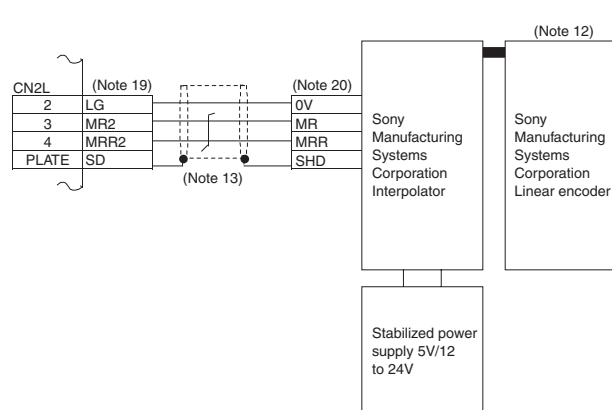 (Note 12)
CN2L (Note 19) (Note 20)
2 LG 0V
3 MR2 MR
4 MRR2 MRR
PLATE SD SHD
(Note 13)
Sony
Manufacturing
Systems
Corporation
Interpolator
Sony
Manufacturing
Systems
Corporation
Linear encoder
Stabilized power
supply 5V/12
to 24V